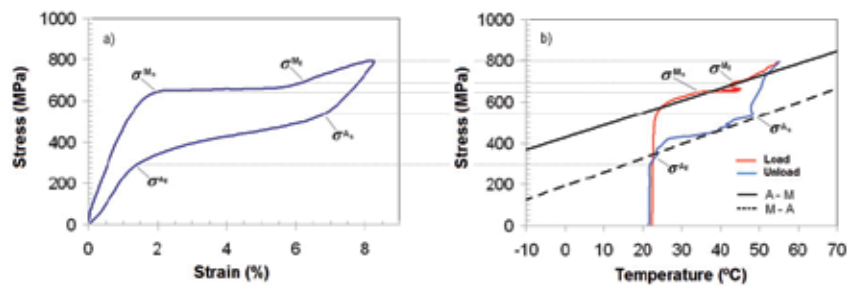 a)
1000
800
600
400
200
0
Stress (MPa)
0
2
4
6
8
Strain (%)
σMs
σMf
σAs
σAf
b)
1000
800
600
400
200
0
Stress (MPa)
-10
0
10
20
30
40
50
60
70
Temperature (ºC)
σMs
σMf
σAs
σAf
Load
Unload
A - M
M - A